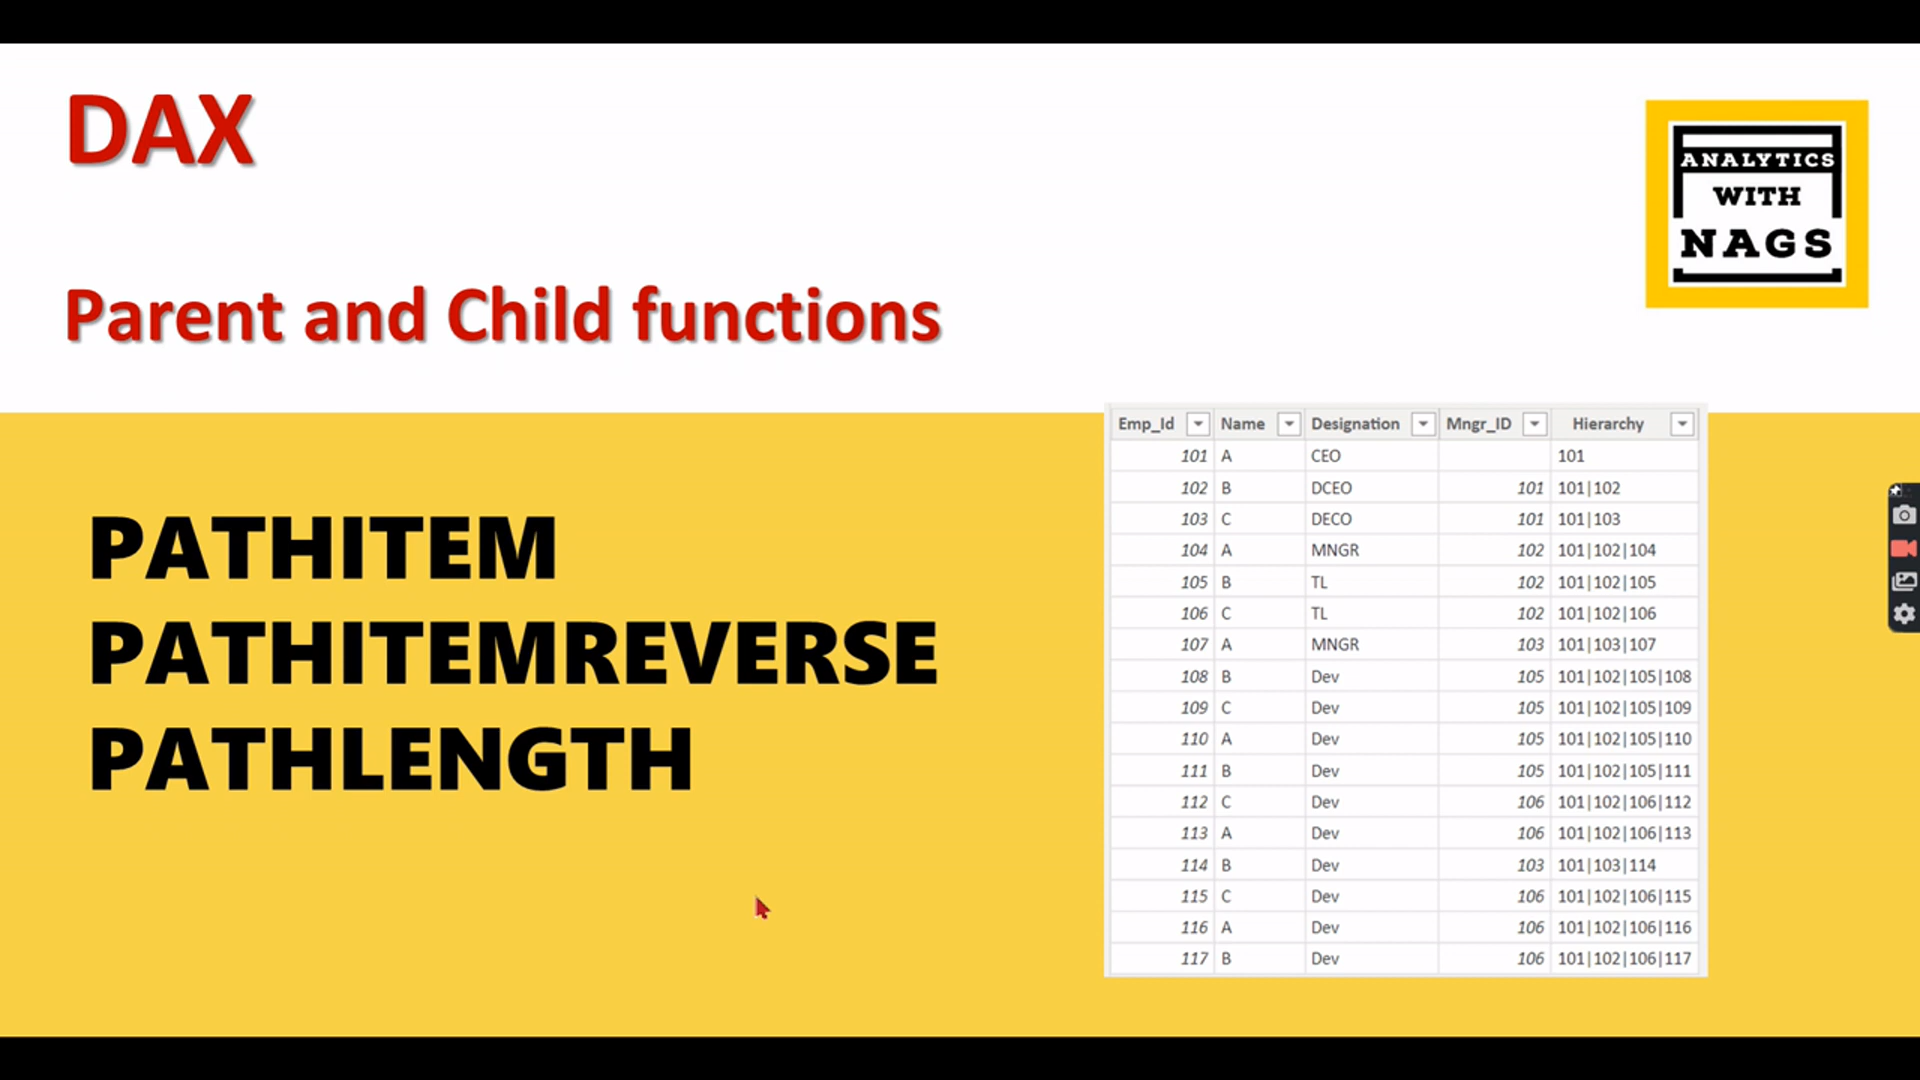 DAX
ANALYTICS
WITH
NAGS
Parent and Child functions
PATHITEM
PATHITEMREVERSE
PATHLENGTH
Emp_Id Name Designation Mngr_ID Hierarchy
101 A CEO 101
102 B DCEO 101 101|102
103 C DECO 101 101|103
104 A MNGR 102 101|102|104
105 B TL 102 101|102|105
106 C TL 102 101|102|106
107 A MNGR 103 101|103|107
108 B Dev 105 101|102|105|108
109 C Dev 105 101|102|105|109
110 A Dev 105 101|102|105|110
111 B Dev 105 101|102|105|111
112 C Dev 106 101|102|106|112
113 A Dev 106 101|102|106|113
114 B Dev 103 101|103|114
115 C Dev 106 101|102|106|115
116 A Dev 106 101|102|106|116
117 B Dev 106 101|102|106|117